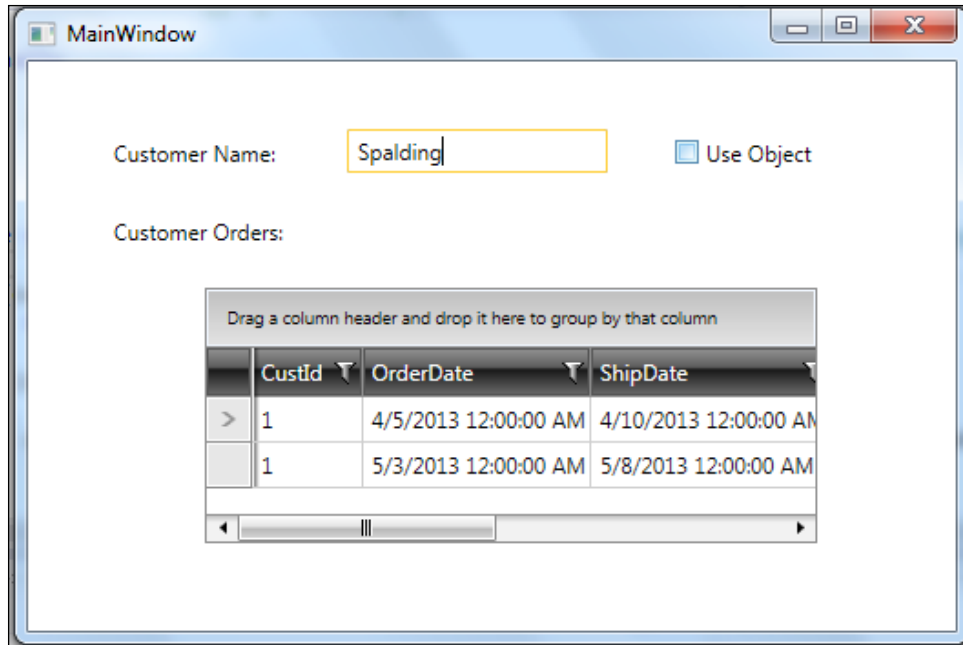 MainWindow
Customer Name: Spalding Use Object
Customer Orders:
Drag a column header and drop it here to group by that column
CustId OrderDate ShipDate
> 1 4/5/2013 12:00:00 AM 4/10/2013 12:00:00 AM
1 5/3/2013 12:00:00 AM 5/8/2013 12:00:00 AM